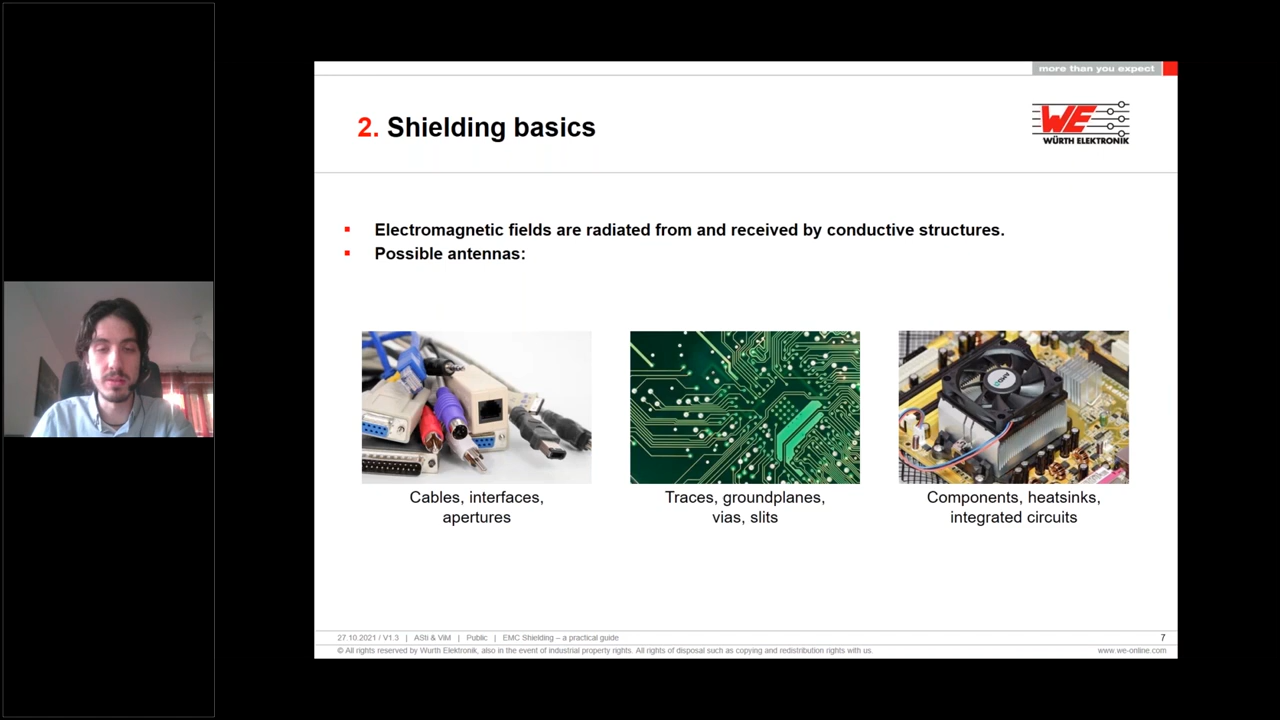 more than you expect
2. Shielding basics
WE
WÜRTH ELEKTRONIK
Electromagnetic fields are radiated from and received by conductive structures.
Possible antennas:
Cables, interfaces,
apertures
Traces, groundplanes,
vias, slits
Components, heatsinks,
integrated circuits
27.10.2021 / V1.3 | ASti & ViM | Public | EMC Shielding – a practical guide
7
© All rights reserved by Wurth Elektronik, also in the event of industrial property rights. All rights of disposal such as copying and redistribution rights with us.
www.we-online.com